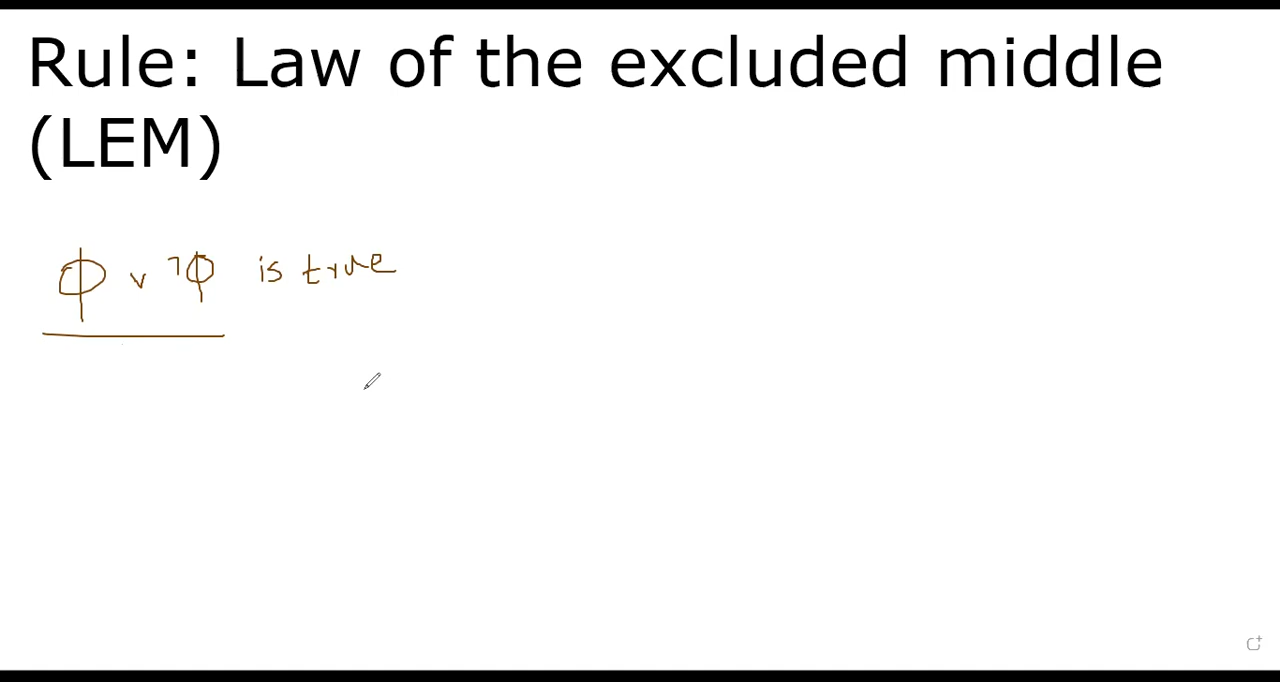 Rule: Law of the excluded middle
(LEM)
ϕ ∨ ¬ϕ is true